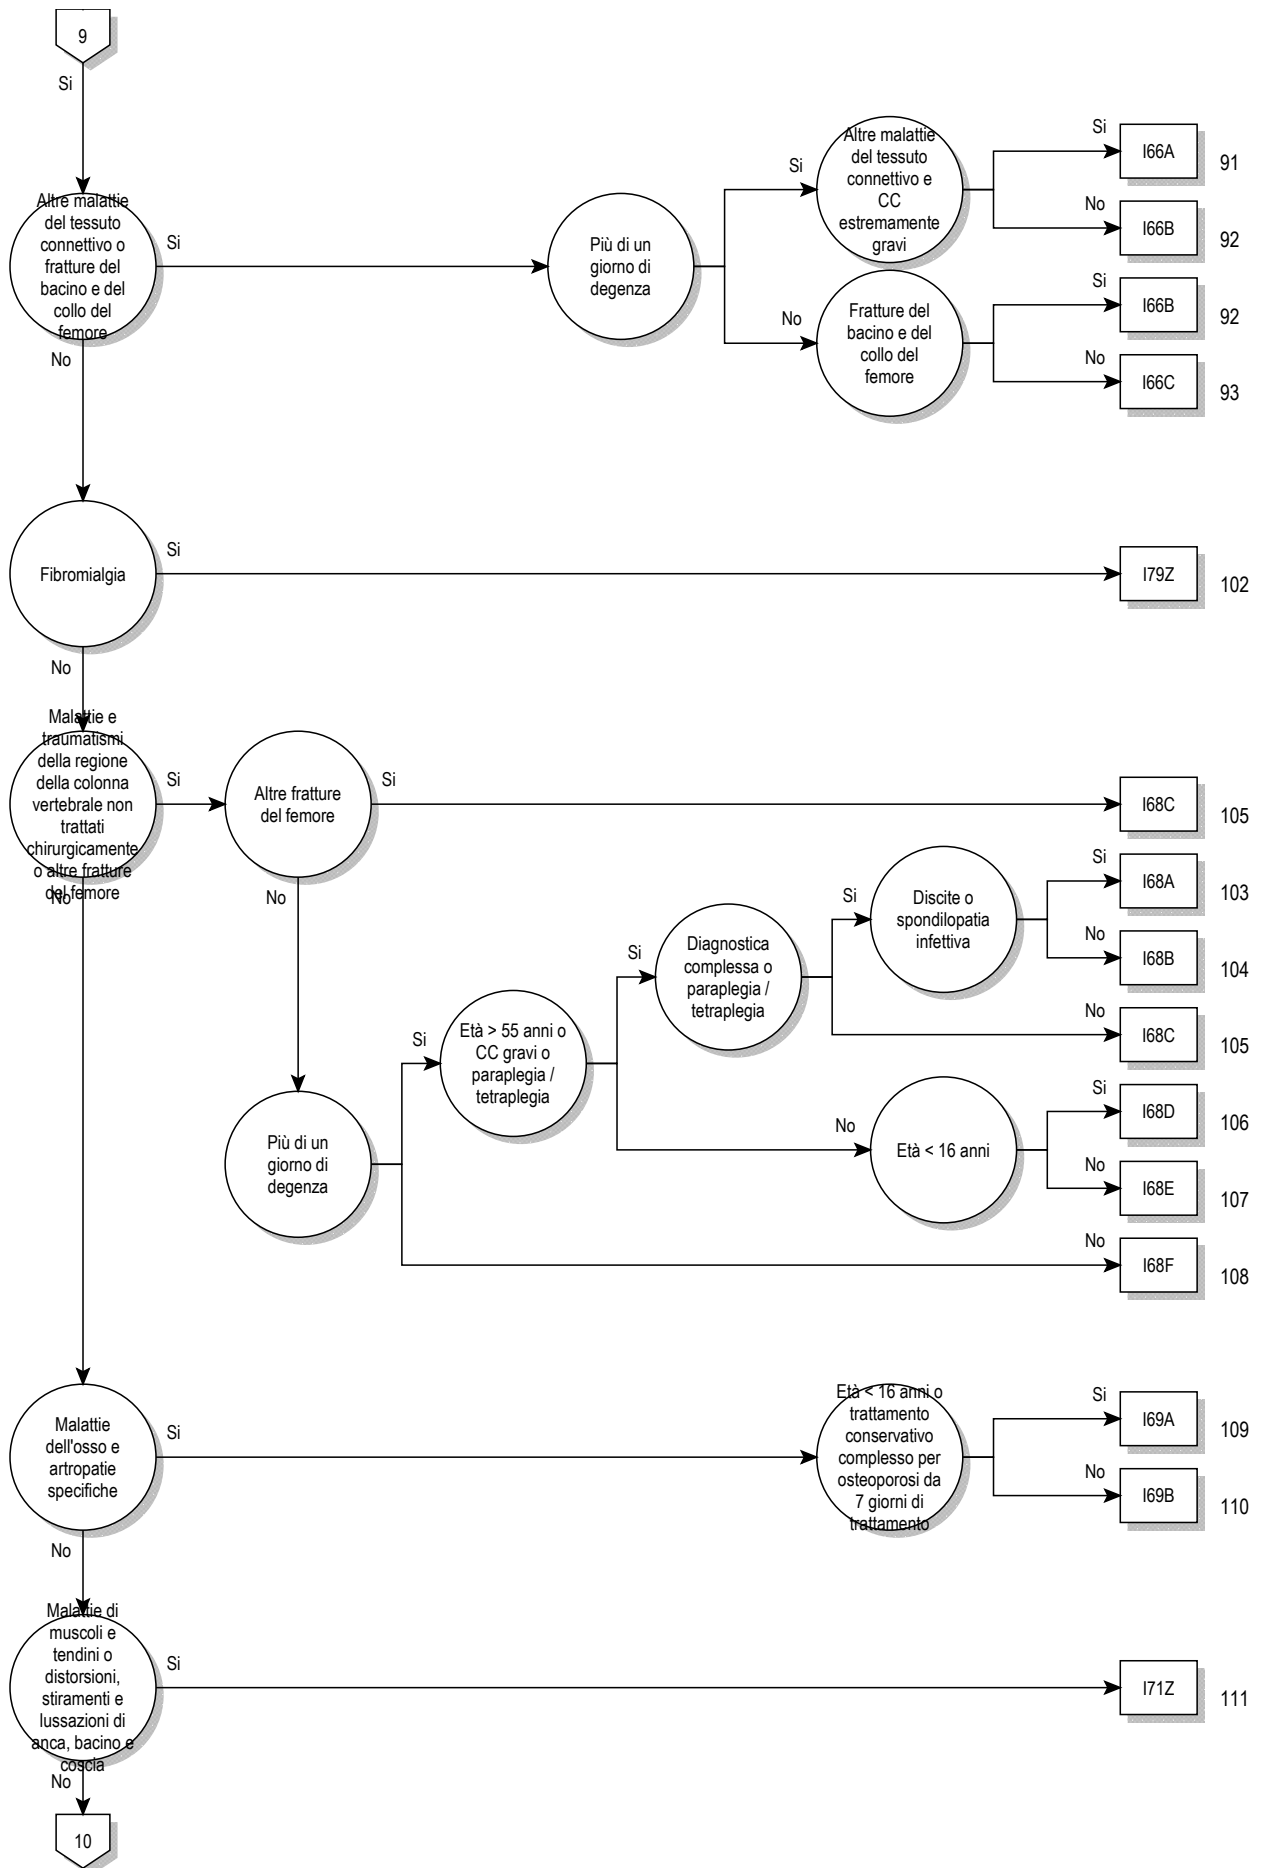 9
Si
Altre malattie
del tessuto
connettivo o
fratture del
bacino e del
collo del
femore
Si
No
Più di un
giorno di
degenza
Si
No
Altre malattie
del tessuto
connettivo e
CC
estremamente
gravi
Fratture del
bacino e del
collo del
femore
Si
I66A
91
No
I66B
92
Si
I66B
92
No
I66C
93
Fibromialgia
Si
No
I79Z
102
Malattie e
traumatismi
della regione
della colonna
vertebrale non
trattati
chirurgicamente
o altre fratture
del femore
Si
No
Altre fratture
del femore
Si
No
I68C
105
Più di un
giorno di
degenza
Si
Età > 55 anni o
CC gravi o
paraplegia /
tetraplegia
Si
No
Diagnostica
complessa o
paraplegia /
tetraplegia
Si
Discite o
spondilopatia
infettiva
Si
I68A
103
No
I68B
104
No
I68C
105
Età < 16 anni
Si
I68D
106
No
I68E
107
No
I68F
108
Malattie
dell'osso e
artropatie
specifiche
Si
No
Età < 16 anni o
trattamento
conservativo
complesso per
osteoporosi da
7 giorni di
trattamento
Si
I69A
109
No
I69B
110
Malattie di
muscoli e
tendini o
distorsioni,
stiramenti e
lussazioni di
anca, bacino e
coscia
Si
No
I71Z
111
10